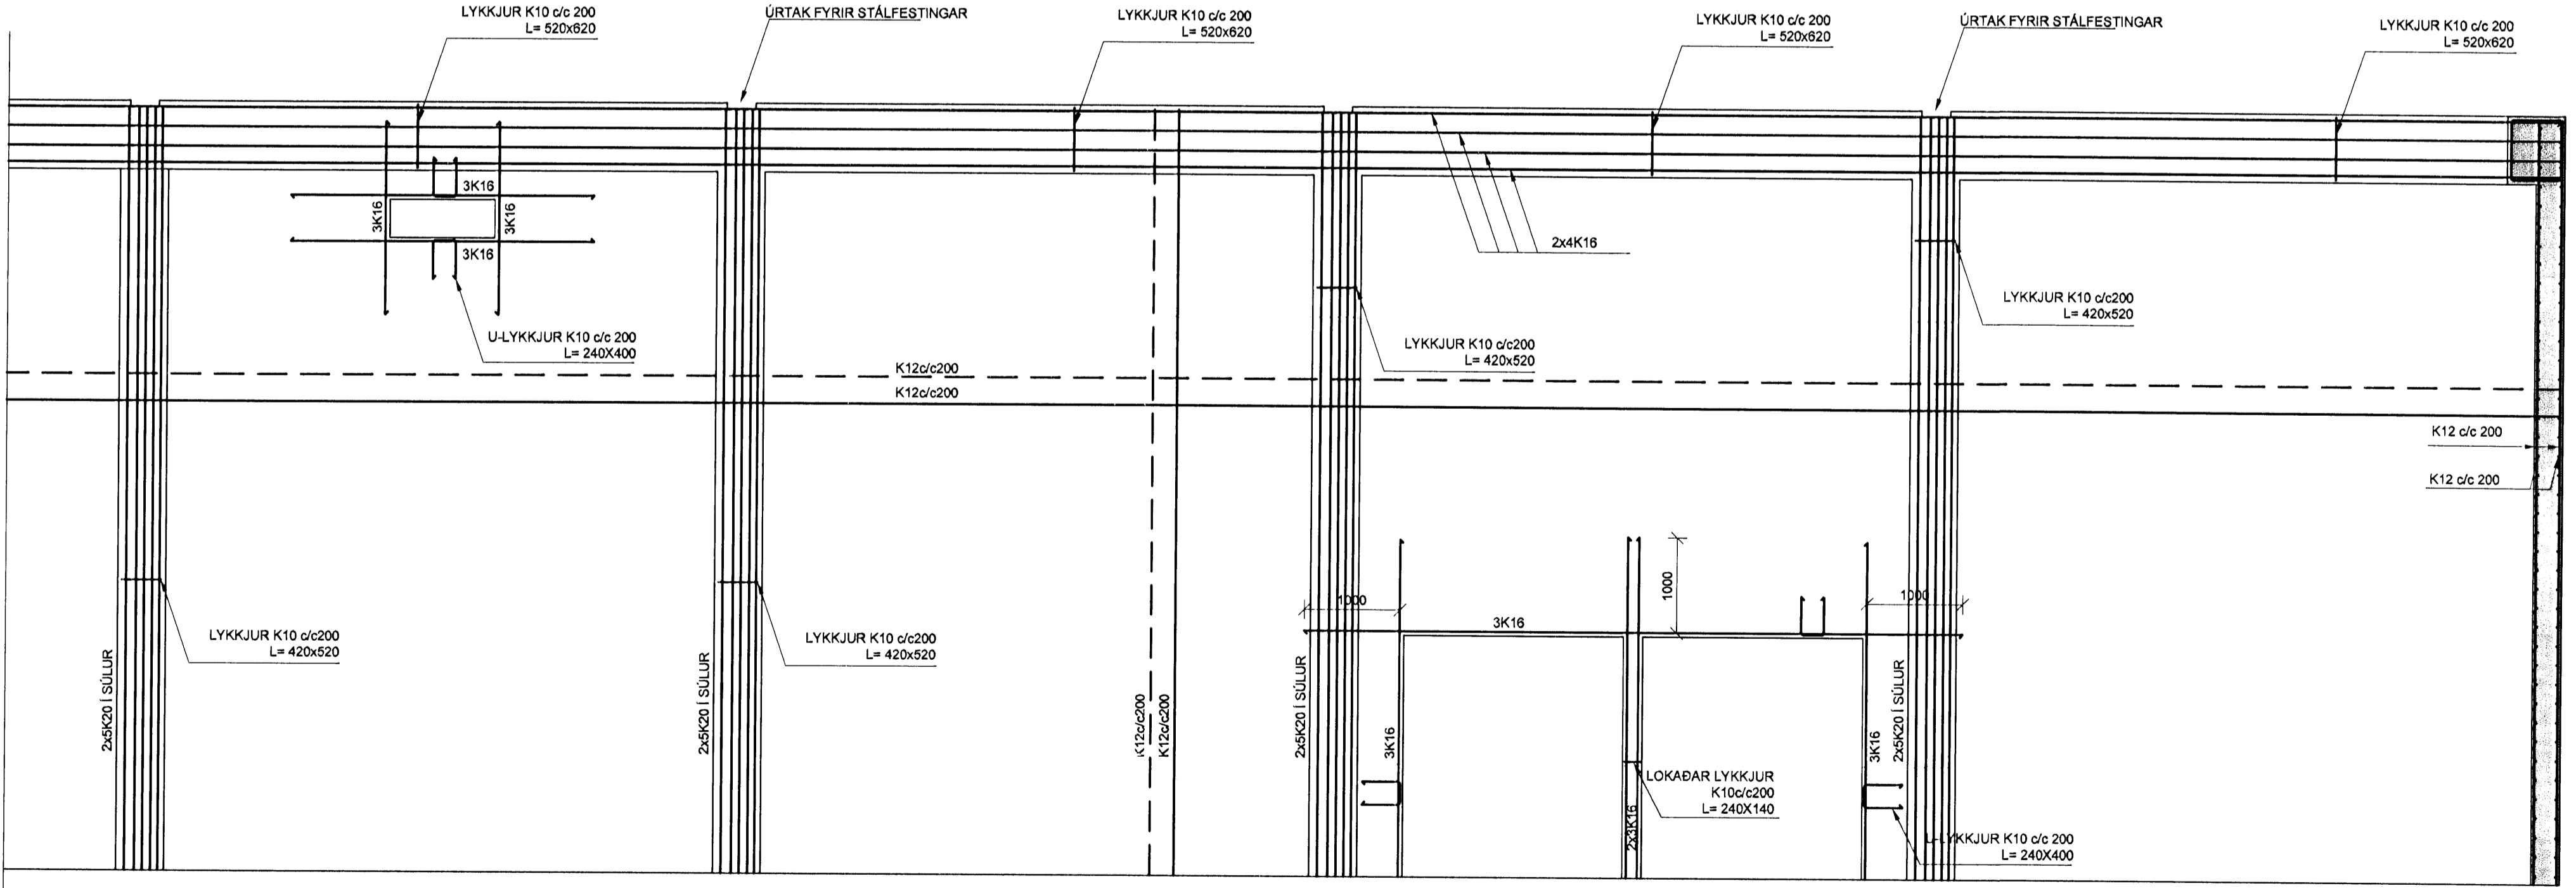 LYKKJUR K10 c/c 200
L= 520x620
ÚRTAK FYRIR STÁLFESTINGAR
LYKKJUR K10 c/c 200
L= 520x620
LYKKJUR K10 c/c 200
L= 520x620
ÚRTAK FYRIR STÁLFESTINGAR
LYKKJUR K10 c/c 200
L= 520x620
3K16
3K16
3K16
3K16
2x4K16
U-LYKKJUR K10 c/c 200
L= 240X400
LYKKJUR K10 c/c200
L= 420x520
LYKKJUR K10 c/c200
L= 420x520
K12c/c200
K12c/c200
K12 c/c 200
K12 c/c 200
1000
1000
1000
3K16
LYKKJUR K10 c/c200
L= 420x520
LYKKJUR K10 c/c200
L= 420x520
2x5K20 Í SÚLUR
2x5K20 Í SÚLUR
K12c/c200
K12c/c200
2x5K20 Í SÚLUR
3K16
3K16
2x5K20 Í SÚLUR
LOKAÐAR LYKKJUR
K10c/c200
L= 240X140
2x3K16
U-LYKKJUR K10 c/c 200
L= 240X400